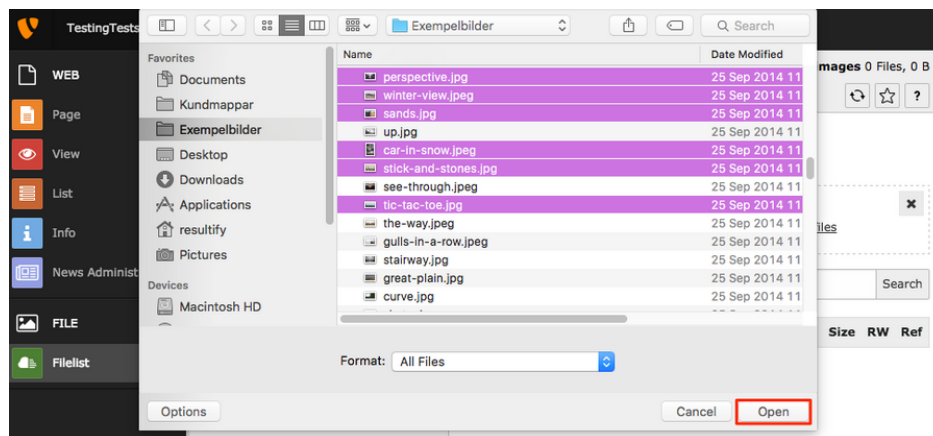 TestingTests
WEB
Page
View
List
Info
News Administ
FILE
Filelist
Exempelbilder
Search
Favorites
Documents
Kundmappar
Exempelbilder
Desktop
Downloads
Applications
resultify
Pictures
Devices
Macintosh HD
Name Date Modified
perspective.jpg 25 Sep 2014 11
winter-view.jpeg 25 Sep 2014 11
sands.jpg 25 Sep 2014 11
up.jpg 25 Sep 2014 11
car-in-snow.jpeg 25 Sep 2014 11
stick-and-stones.jpg 25 Sep 2014 11
see-through.jpeg 25 Sep 2014 11
tic-tac-toe.jpg 25 Sep 2014 11
the-way.jpeg 25 Sep 2014 11
gulls-in-a-row.jpeg 25 Sep 2014 11
stairway.jpg 25 Sep 2014 11
great-plain.jpg 25 Sep 2014 11
curve.jpg 25 Sep 2014 11
Format: All Files
Options
Cancel
Open
mages 0 Files, 0 B
?
iles
Search
Size RW Ref